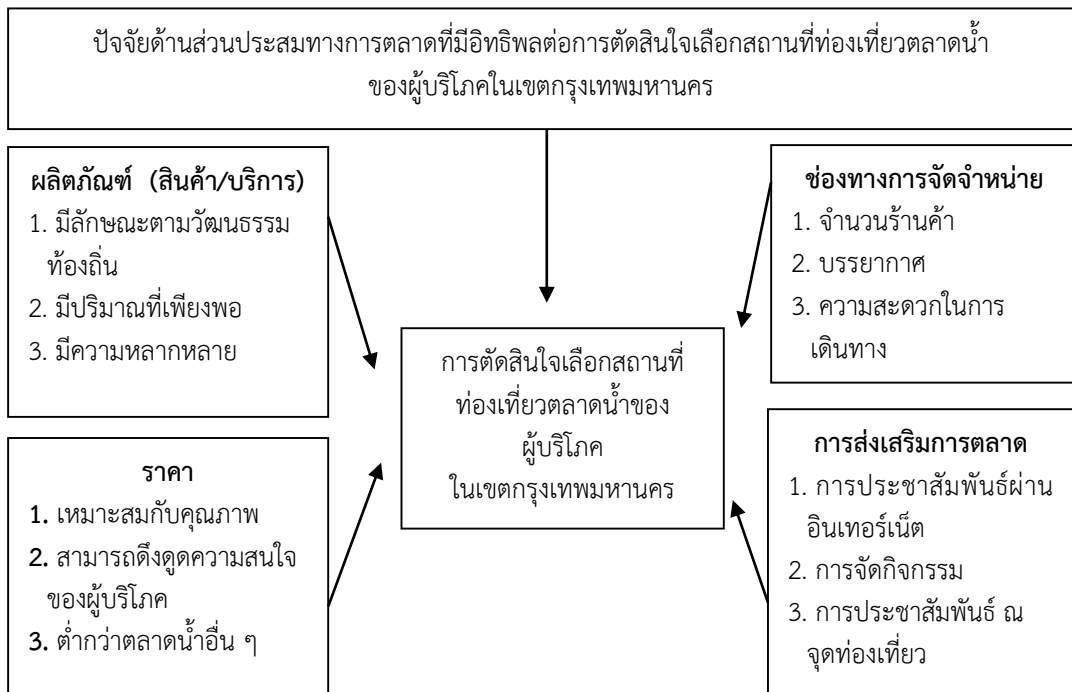 ปัจจัยด้านส่วนประสมทางการตลาดที่มีอิทธิพลต่อการตัดสินใจเลือกสถานที่ท่องเที่ยวตลาดน้ำ
ของผู้บริโภคในเขตกรุงเทพมหานคร
ผลิตภัณฑ์ (สินค้า/บริการ)
1. มีลักษณะตามวัฒนธรรม
ท้องถิ่น
2. มีปริมาณที่เพียงพอ
3. มีความหลากหลาย
ราคา
1. เหมาะสมกับคุณภาพ
2. สามารถดึงดูดความสนใจ
ของผู้บริโภค
3. ต่ำกว่าตลาดน้ำอื่น ๆ
การตัดสินใจเลือกสถานที่
ท่องเที่ยวตลาดน้ำของ
ผู้บริโภค
ในเขตกรุงเทพมหานคร
ช่องทางการจัดจำหน่าย
1. จำนวนร้านค้า
2. บรรยากาศ
3. ความสะดวกในการ
เดินทาง
การส่งเสริมการตลาด
1. การประชาสัมพันธ์ผ่าน
อินเทอร์เน็ต
2. การจัดกิจกรรม
3. การประชาสัมพันธ์ ณ
จุดท่องเที่ยว